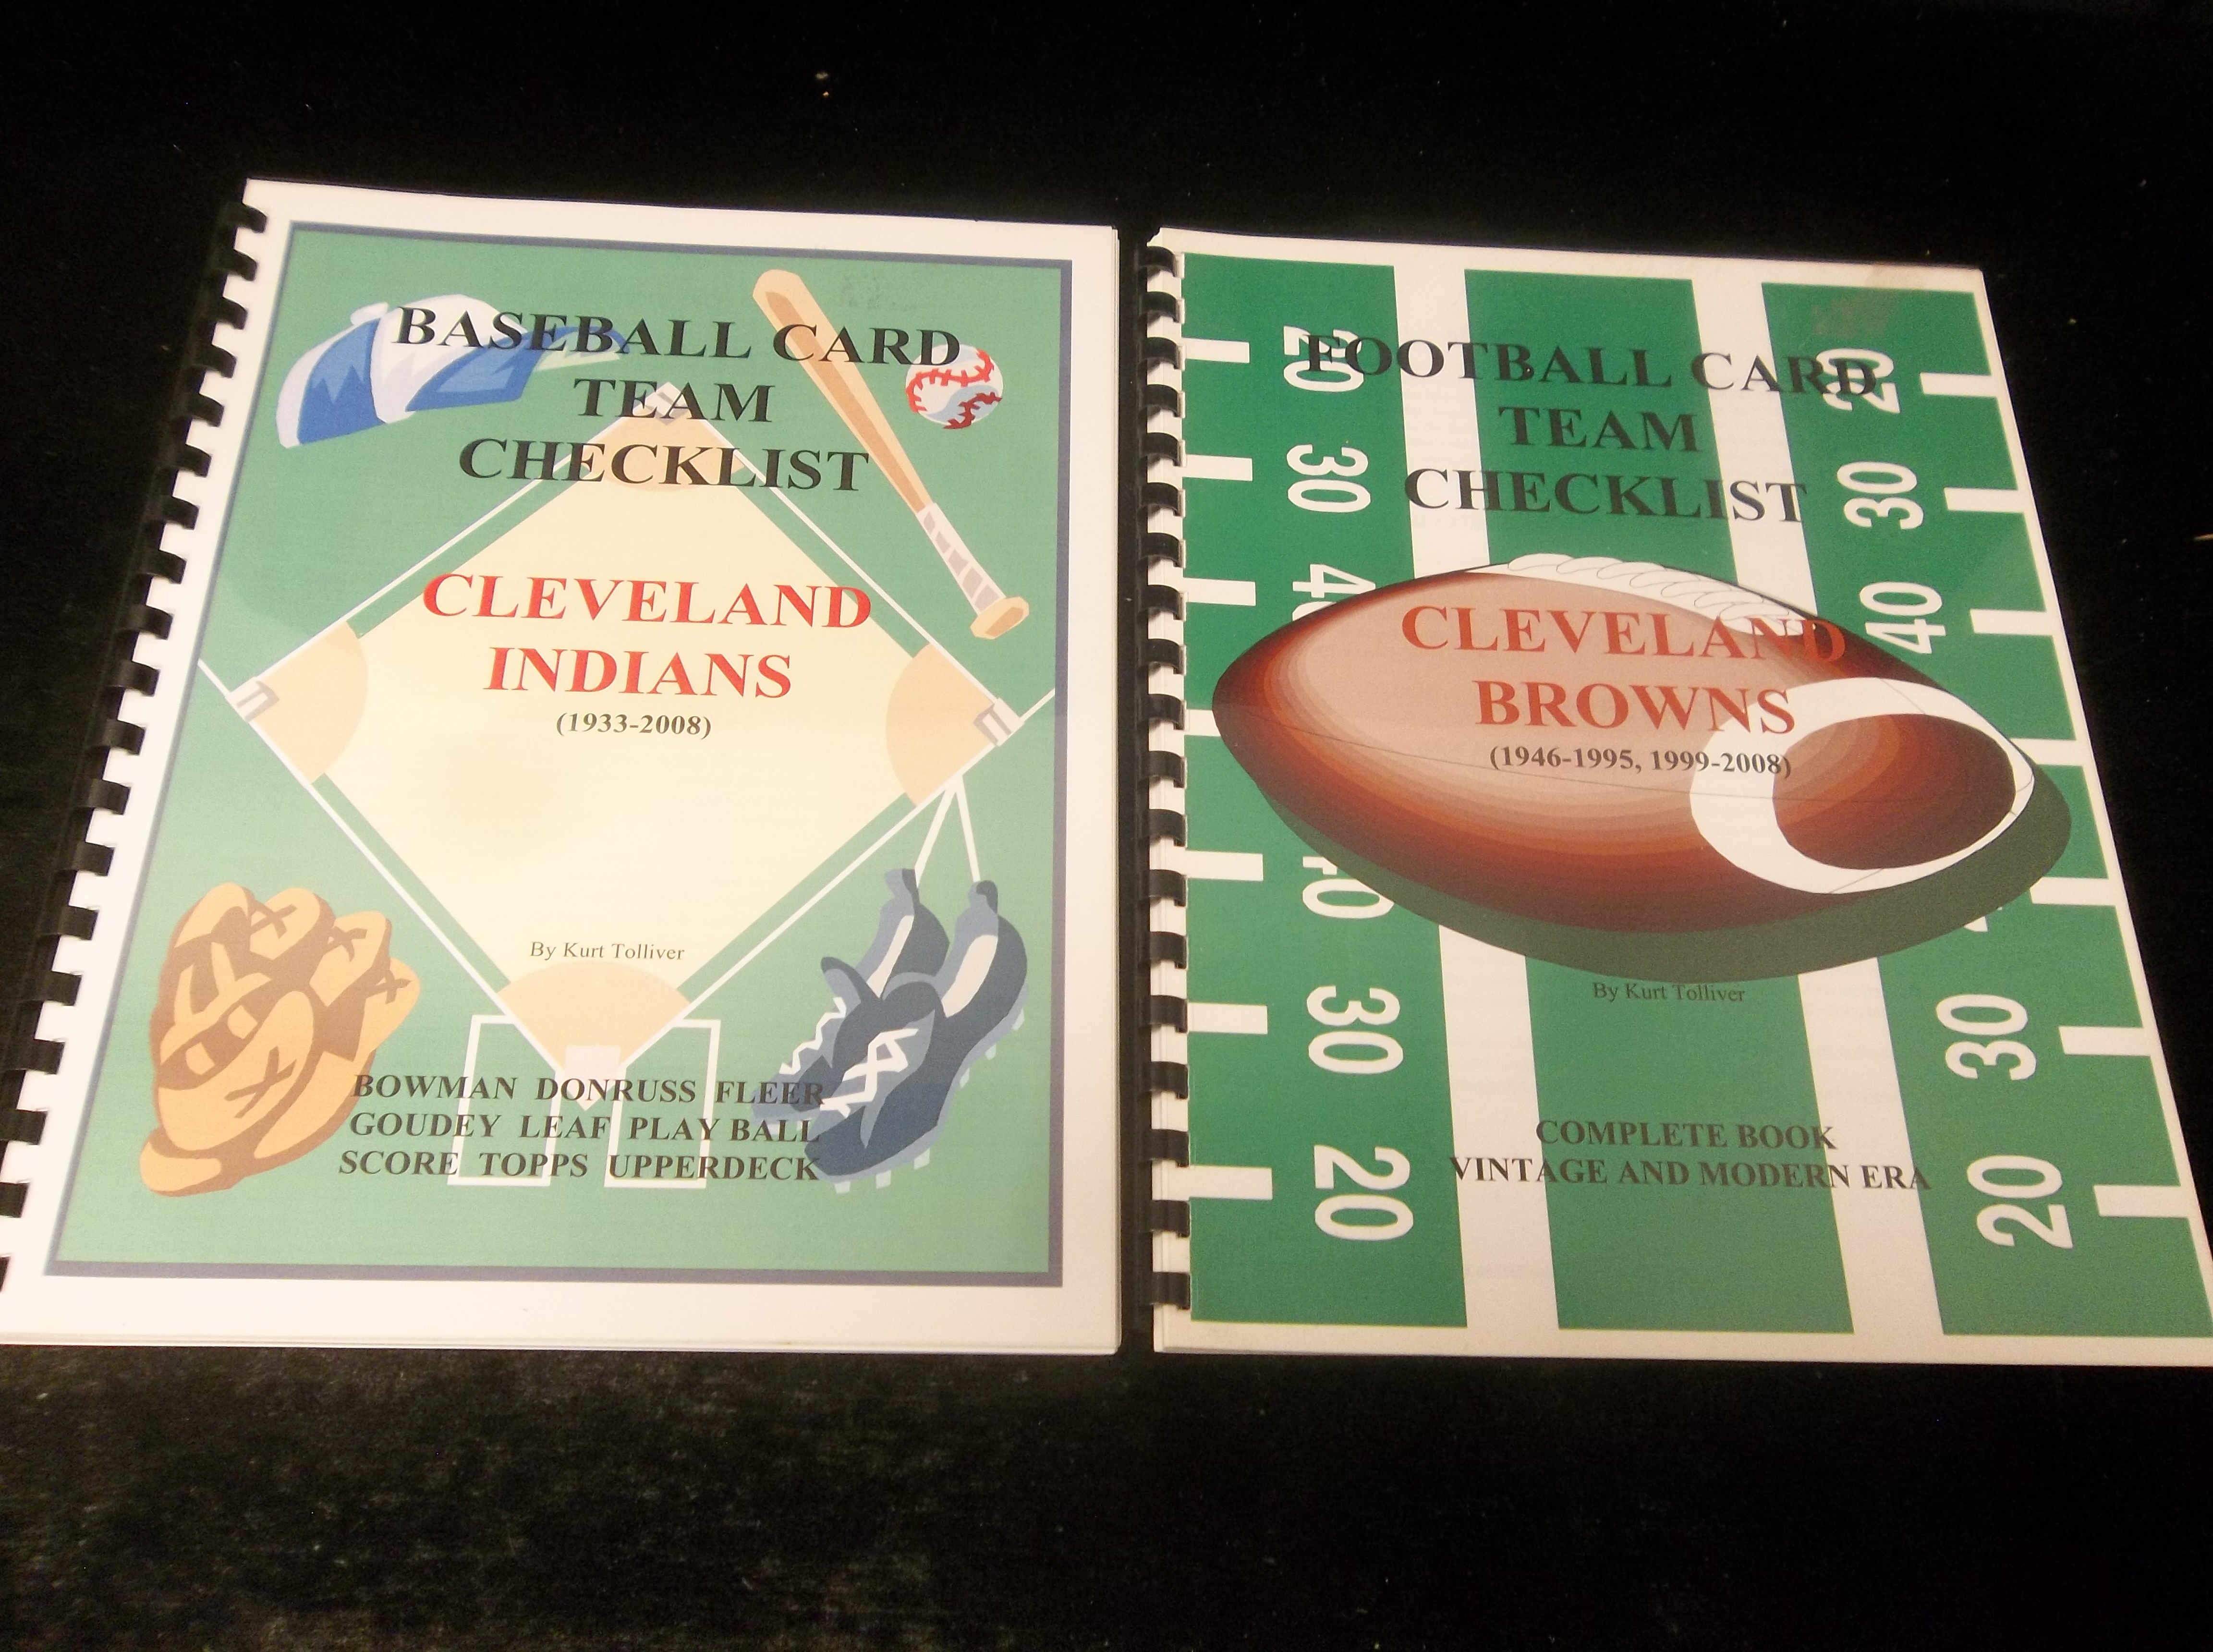 BASEBALL CARD
TEAM
CHECKLIST
CLEVELAND
INDIANS
(1933-2008)
By Kurt Tolliver
BOWMAN DONRUSS FLEER
GOUDEY LEAF PLAY BALL
SCORE TOPPS UPPERDECK
FOOTBALL CARD
TEAM
CHECKLIST
CLEVELAND
BROWNS
(1946-1995, 1999-2008)
By Kurt Tolliver
COMPLETE BOOK
VINTAGE AND MODERN ERA
20
30
40
40
30
20
20
30
40
30
20